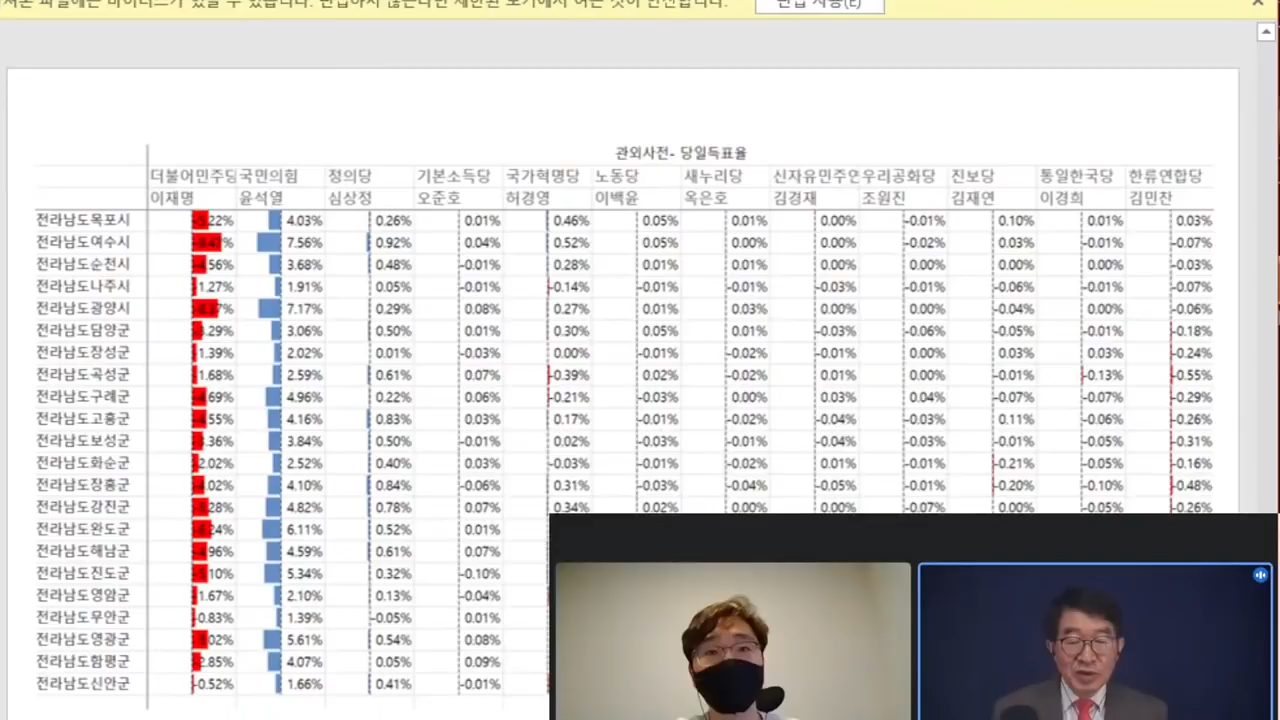 편집 사용(E)
관외사전- 당일득표율
더불어민주당 국민의힘 정의당 기본소득당 국가혁명당 노동당 새누리당 신자유민주연 우리공화당 진보당 통일한국당 한류연합당
이재명 윤석열 심상정 오준호 허경영 이백윤 옥은호 김경재 조원진 김재연 이경희 김민찬
전라남도목포시 4.03% 0.26% 0.01% 0.46% 0.05% 0.01% 0.00% -0.01% 0.10% 0.01% 0.03%
전라남도여수시 7.56% 0.92% 0.04% 0.52% 0.05% 0.00% 0.00% -0.02% 0.03% -0.01% -0.07%
전라남도순천시 3.68% 0.48% -0.01% 0.28% 0.01% 0.01% 0.00% 0.00% 0.00% 0.00% -0.03%
전라남도나주시 1.27% 1.91% 0.05% -0.01% -0.14% -0.01% -0.01% -0.03% -0.01% -0.06% -0.01% -0.07%
전라남도광양시 7.17% 0.29% 0.08% 0.27% 0.01% 0.03% 0.00% 0.00% -0.04% 0.00% -0.06%
전라남도담양군 3.06% 0.50% 0.01% 0.30% 0.05% 0.01% -0.03% -0.06% -0.05% -0.01% -0.18%
전라남도장성군 1.39% 2.02% 0.01% -0.03% 0.00% -0.01% -0.02% -0.01% 0.00% 0.03% 0.03% -0.24%
전라남도곡성군 1.68% 2.59% 0.61% 0.07% -0.39% 0.02% -0.02% 0.01% 0.00% -0.01% -0.13% -0.55%
전라남도구례군 4.96% 0.22% 0.06% -0.21% -0.03% 0.00% 0.03% 0.04% -0.07% -0.07% -0.29%
전라남도고흥군 4.16% 0.83% 0.03% 0.17% -0.01% -0.02% -0.04% -0.03% 0.11% -0.06% -0.26%
전라남도보성군 3.84% 0.50% -0.01% 0.02% -0.03% -0.01% -0.04% -0.03% -0.01% -0.05% -0.31%
전라남도화순군 2.02% 2.52% 0.40% 0.03% -0.03% -0.01% -0.02% 0.01% -0.01% -0.21% -0.05% -0.16%
전라남도장흥군 4.10% 0.84% -0.06% 0.31% -0.03% -0.04% -0.05% -0.01% -0.20% -0.10% -0.48%
전라남도강진군 4.82% 0.78% 0.07% 0.34% 0.02% 0.00% 0.00% -0.07% 0.00% -0.05% -0.26%
전라남도완도군 6.11% 0.52% 0.01%
전라남도해남군 4.59% 0.61% 0.07%
전라남도진도군 5.34% 0.32% -0.10%
전라남도영암군 1.67% 2.10% 0.13% -0.04%
전라남도무안군 -0.83% 1.39% -0.05% 0.01%
전라남도영광군 5.61% 0.54% 0.08%
전라남도함평군 2.85% 4.07% 0.05% 0.09%
전라남도신안군 -0.52% 1.66% 0.41% -0.01%